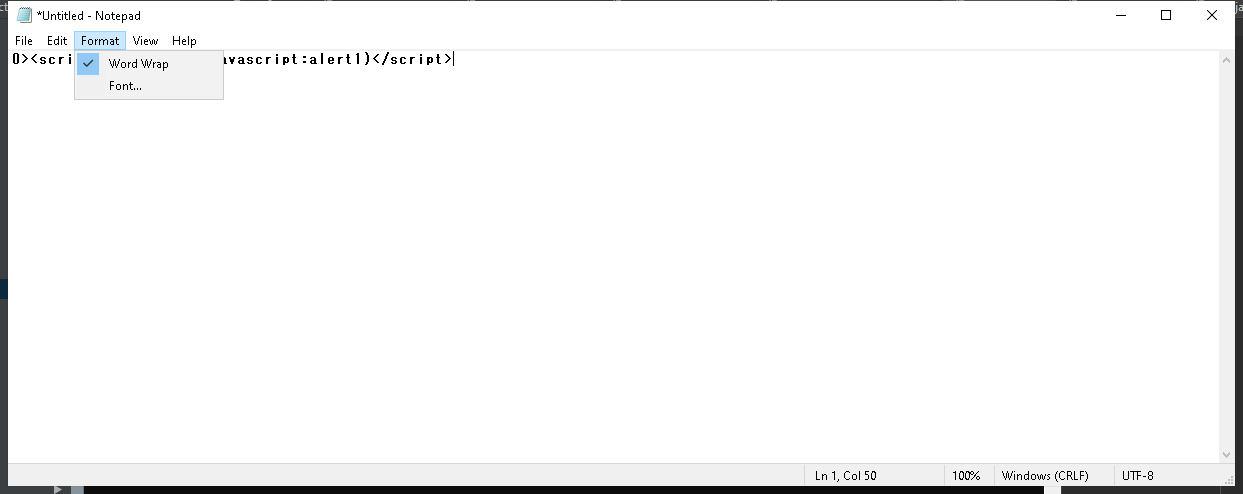 *Untitled - Notepad
File Edit Format View Help
0><scri avascript:alert1)</script>
Word Wrap
Font...
Ln 1, Col 50 100% Windows (CRLF) UTF-8